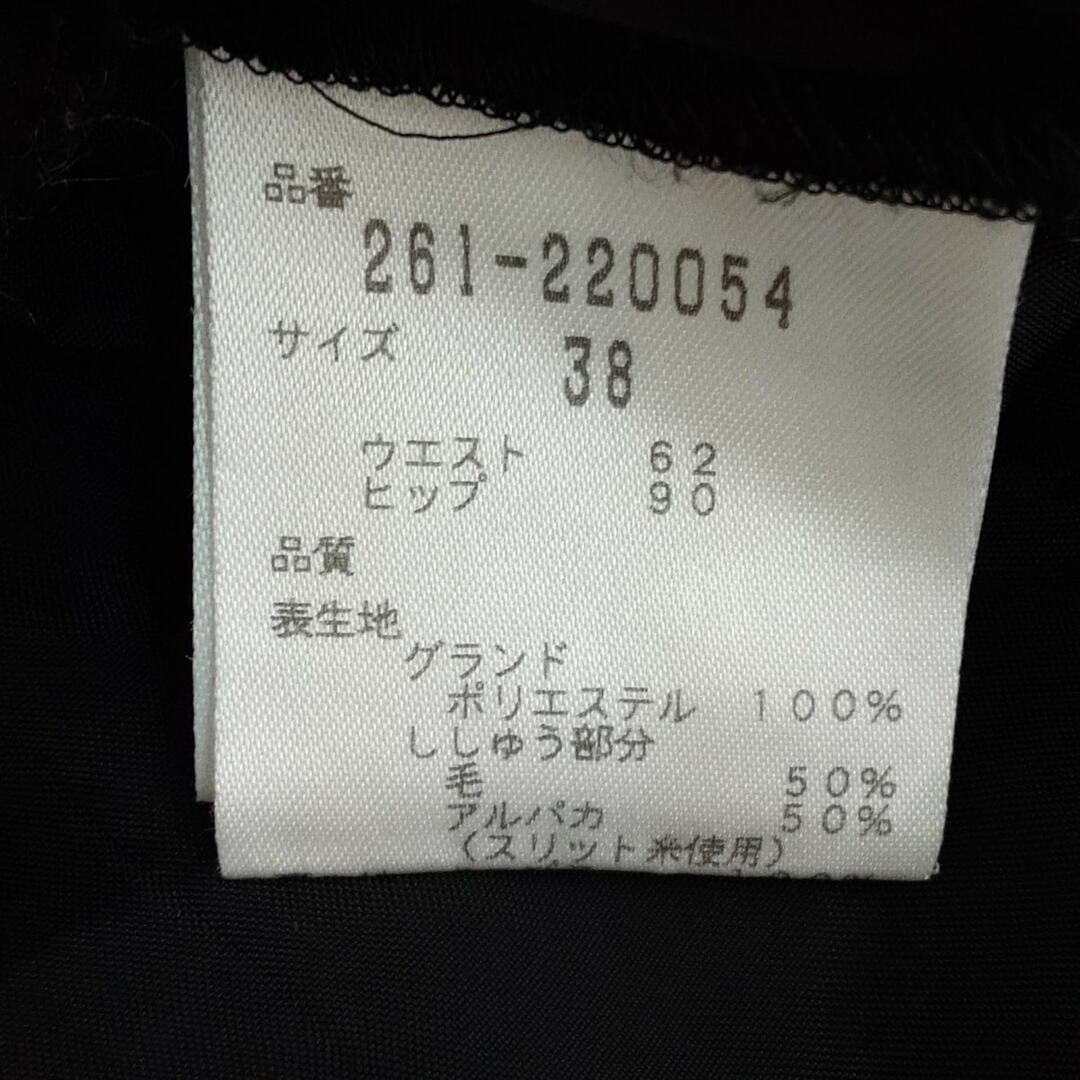 品番
261-220054
サイズ 38
ウエスト 62
ヒップ 90
品質
表生地
グランド
ポリエステル 100%
ししゅう部分
毛 50%
アルパカ 50%
(スリット米使用)